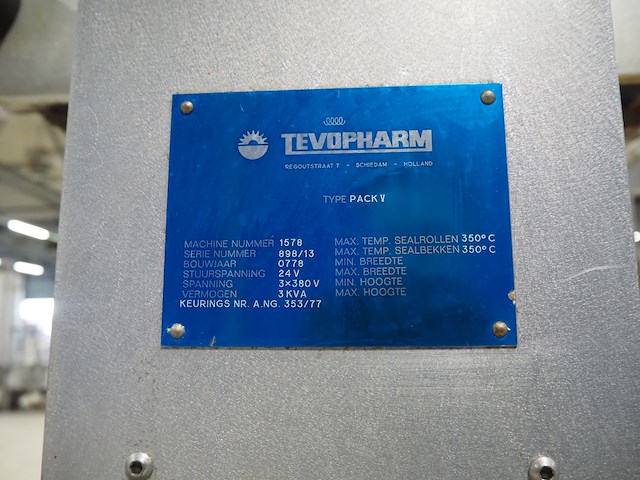 TEVOPHARM
REGOUTSTRAAT 7 - SCHIEDAM - HOLLAND
TYPE PACK V
MACHINE NUMMER 1578
SERIE NUMMER 898/13
BOUWJAAR 0778
STUURSPANNING 24 V
SPANNING 3×380 V
VERMOGEN 3 KVA
KEURINGS NR. A.NG. 353/77
MAX. TEMP. SEALROLLEN 350° C
MAX. TEMP. SEALBEKKEN 350° C
MIN. BREEDTE
MAX. BREEDTE
MIN. HOOGTE
MAX. HOOGTE